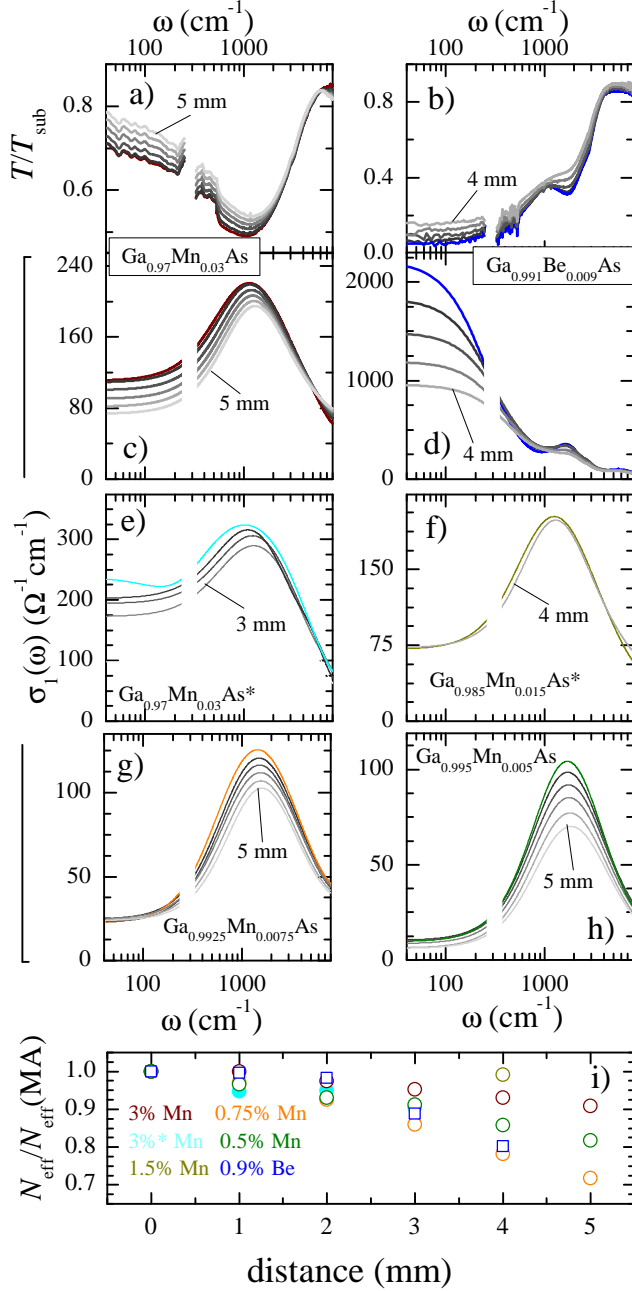 ω (cm⁻¹) ω (cm⁻¹)
100 1000 100 1000
T/T_sub
0.8 0.6
a) 5 mm
0.8 0.4 0.0
b) 4 mm
Ga₀.₉₇Mn₀.₀₃As
Ga₀.₉₉₁Be₀.₀₀₉As
σ₁(ω) (Ω⁻¹cm⁻¹)
240 160 80 0
5 mm
c)
2000 1000 0
d)
4 mm
e)
300 225 150 75 0
3 mm
Ga₀.₉₇Mn₀.₀₃As*
f)
150 75 0
4 mm
Ga₀.₉₈₅Mn₀.₀₁₅As*
g)
100 50 0
5 mm
Ga₀.₉₉₂₅Mn₀.₀₀₇₅As
Ga₀.₉₉₅Mn₀.₀₀₅As
100 50 0
5 mm
h)
100 1000 100 1000
ω (cm⁻¹) ω (cm⁻¹)
N_eff/N_eff(MA)
1.0 0.9 0.8 0.7
i)
3% Mn 0.75% Mn
3%* Mn 0.5% Mn
1.5% Mn 0.9% Be
0 1 2 3 4 5
distance (mm)